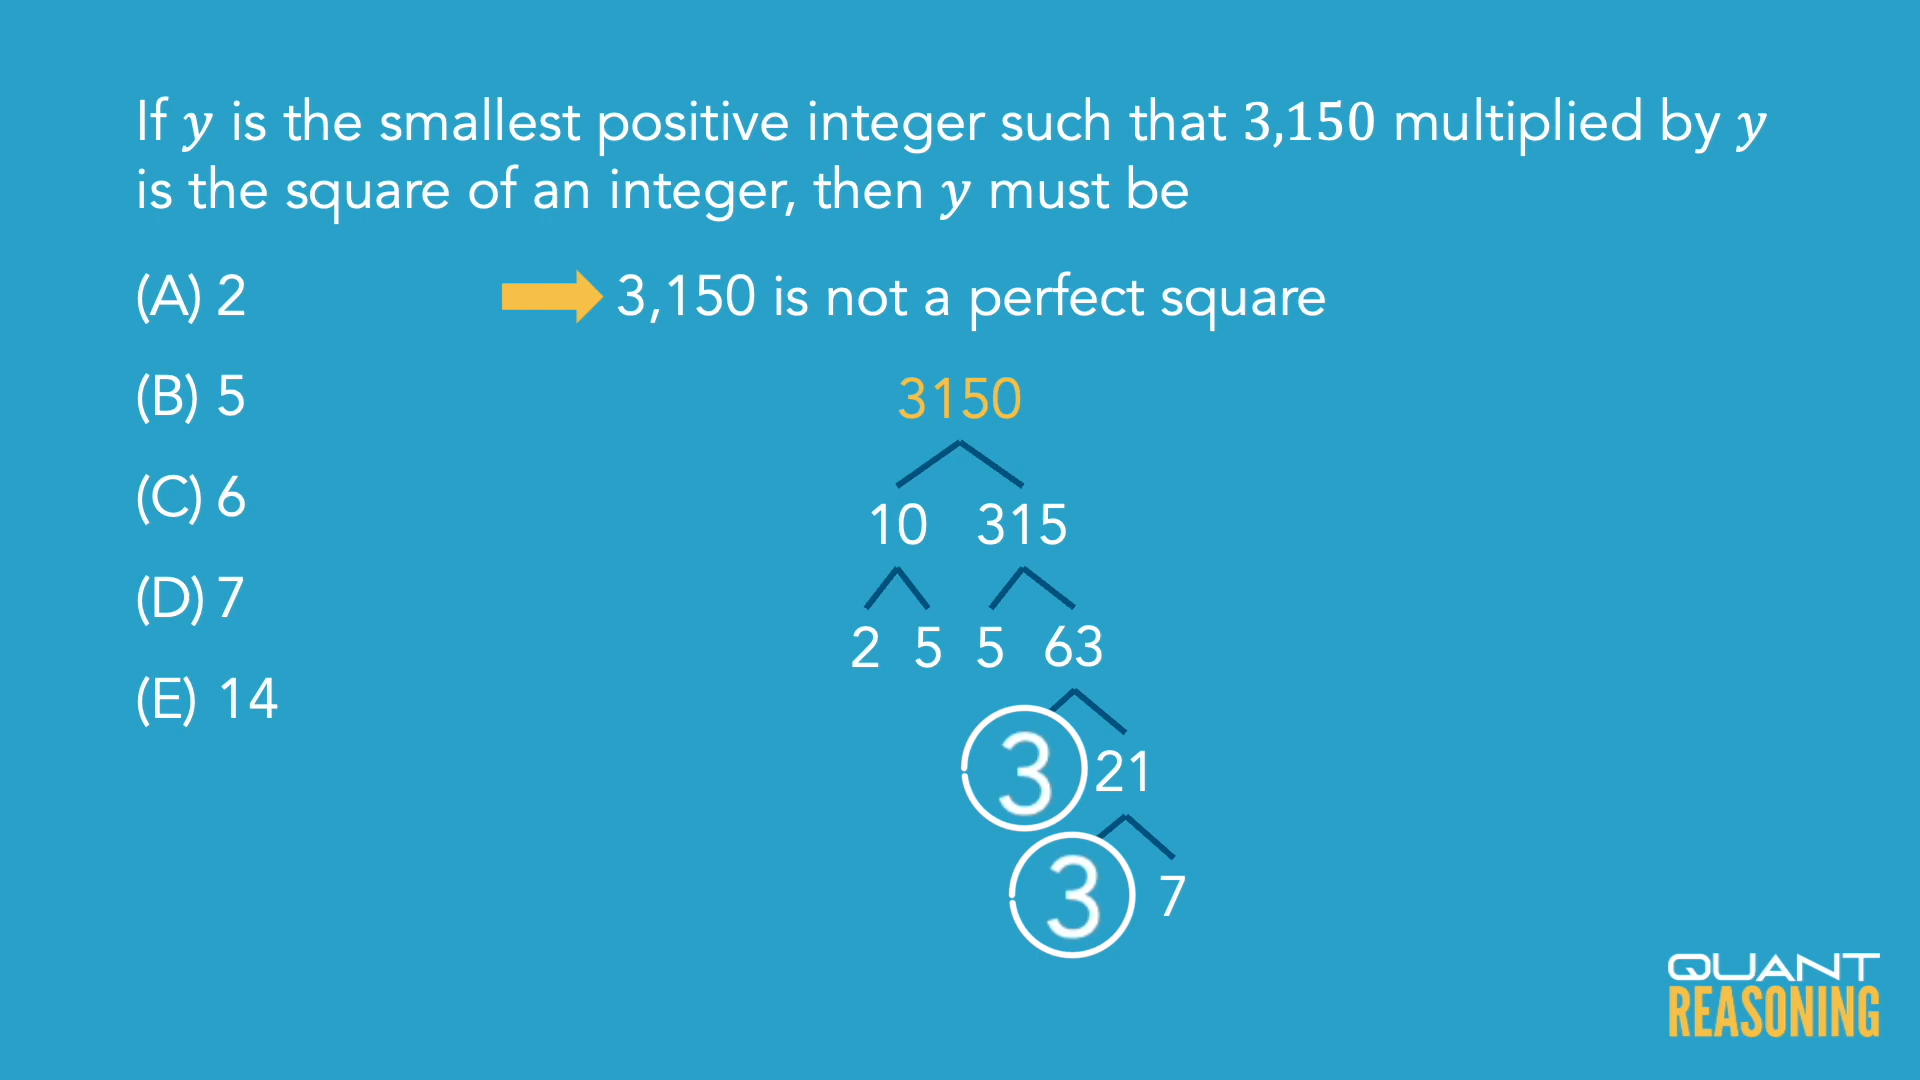 If y is the smallest positive integer such that 3,150 multiplied by y
is the square of an integer, then y must be
(A) 2
3,150 is not a perfect square
(B) 5
3150
(C) 6
10 315
(D) 7
2 5 5 63
(E) 14
3 21
3 7
QUANT
REASONING